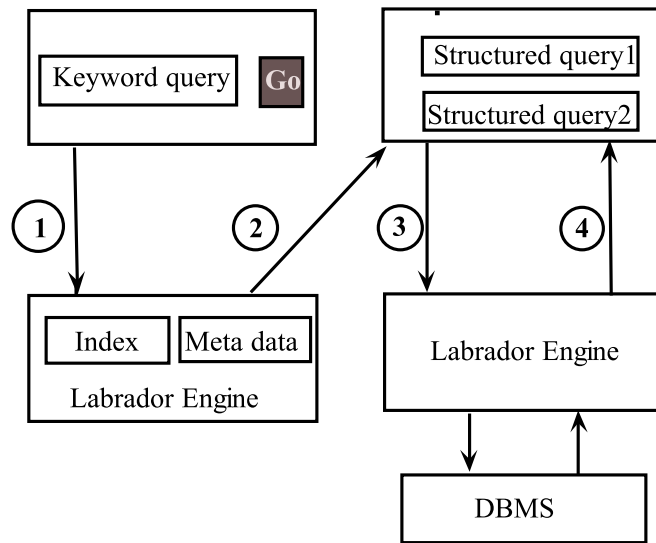 Keyword query
Go
Structured query1
Structured query2
1
2
3
4
Index
Meta data
Labrador Engine
Labrador Engine
DBMS